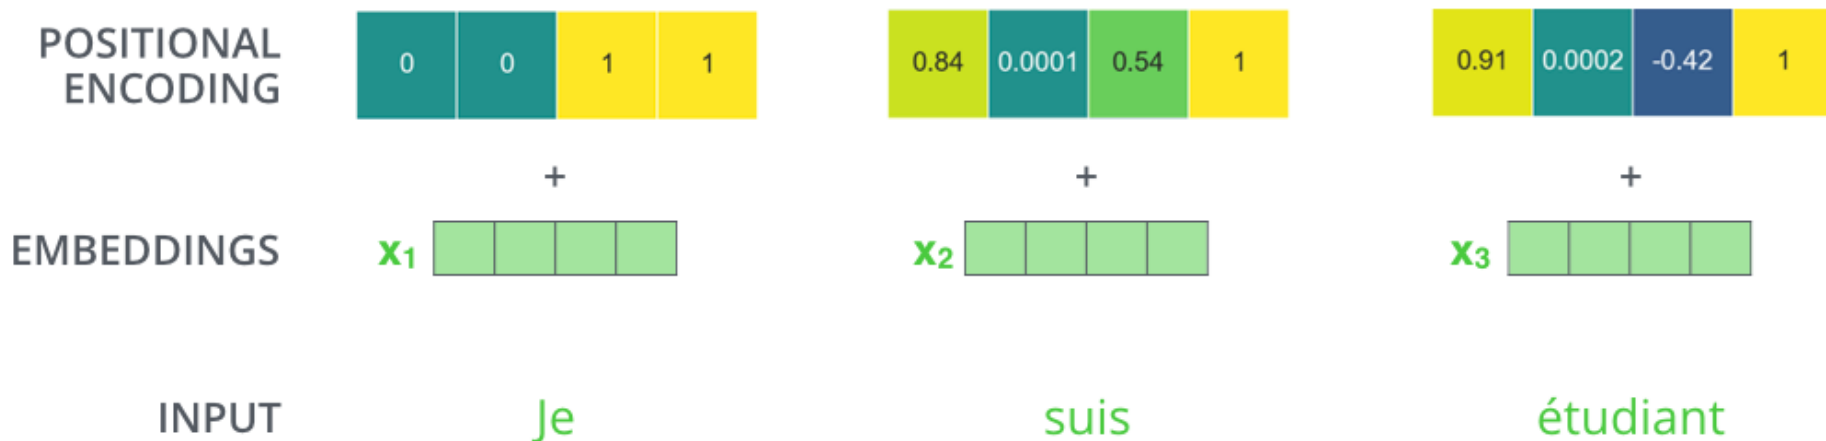 POSITIONAL
ENCODING
0 0 1 1
0.84 0.0001 0.54 1
0.91 0.0002 -0.42 1
+ + +
EMBEDDINGS
x1
x2
x3
INPUT
Je
suis
étudiant